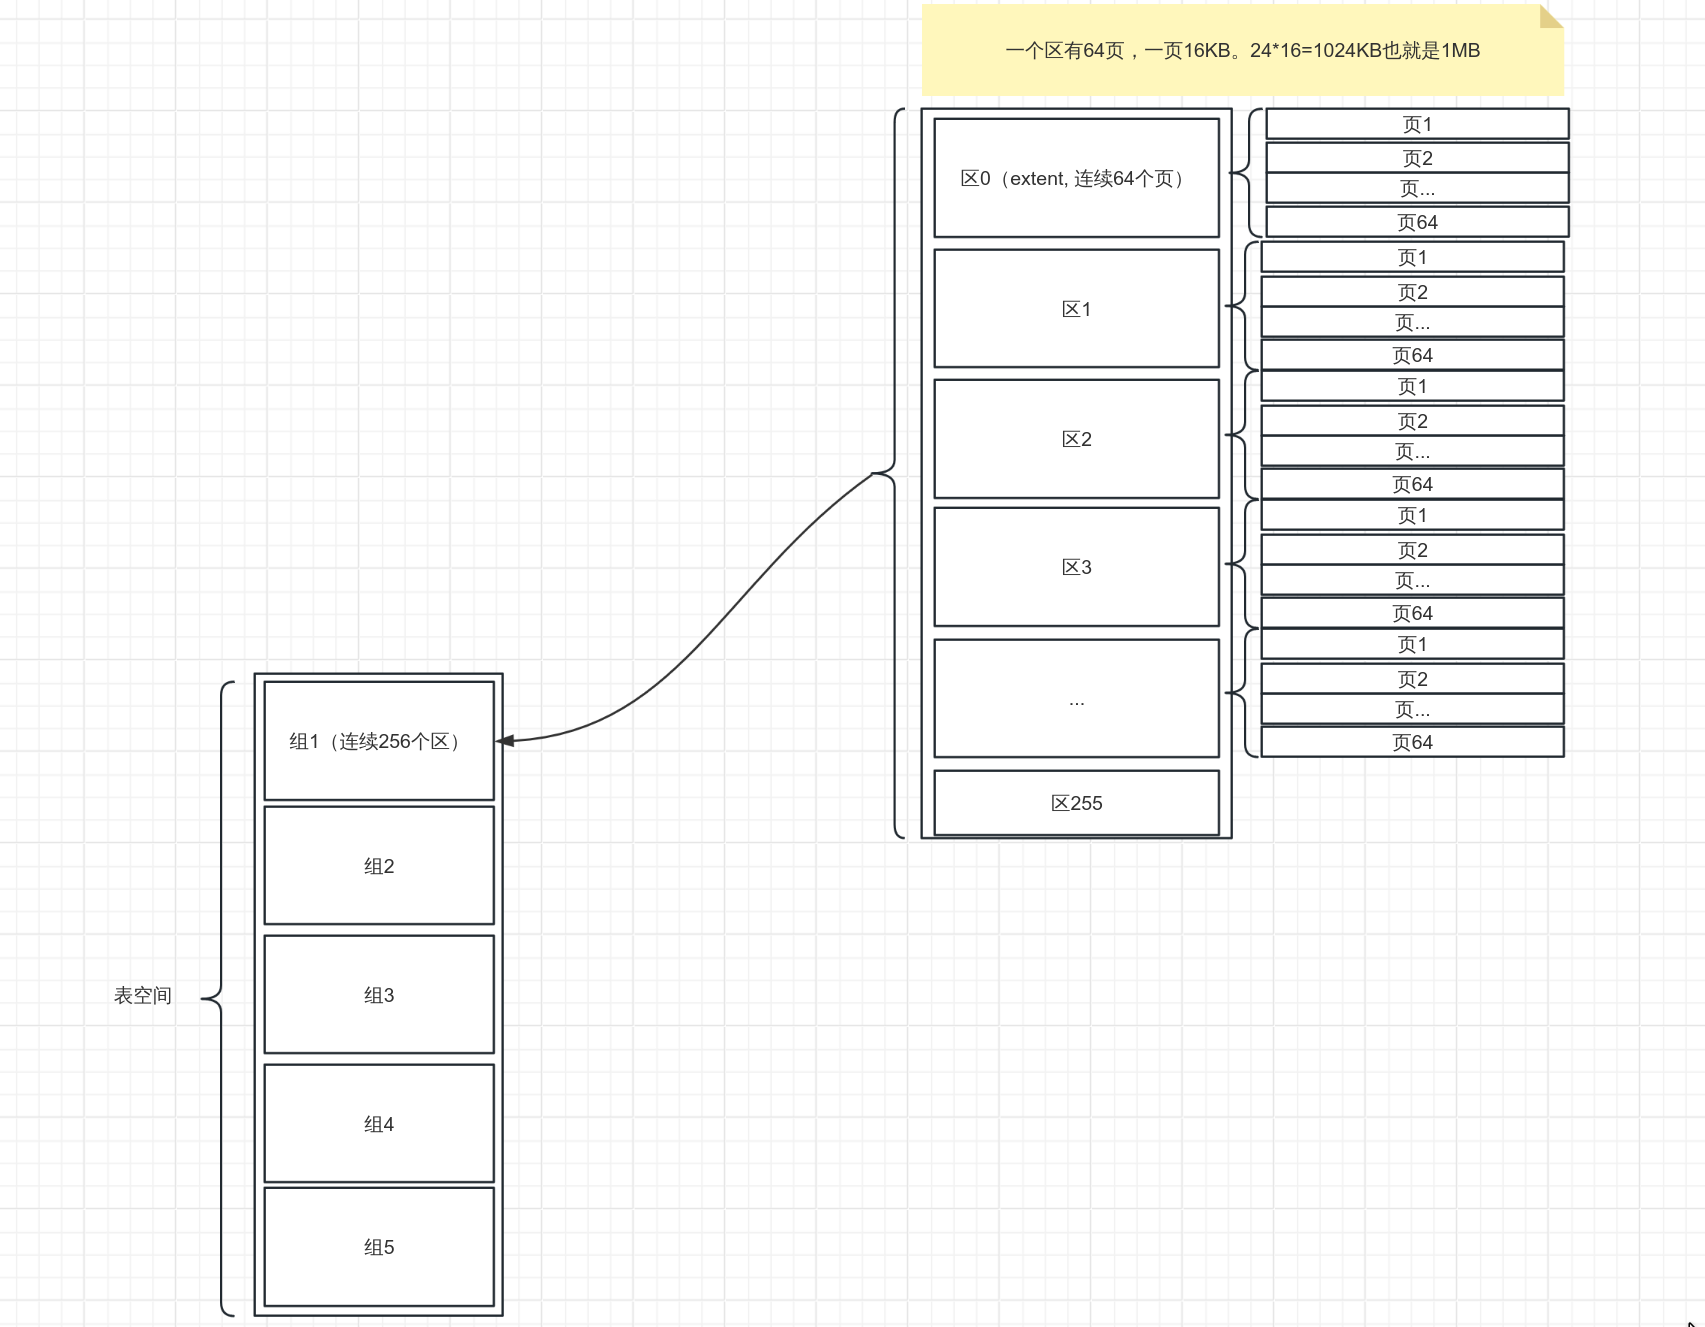 一个区有64页，一页16KB。24*16=1024KB也就是1MB
区0（extent, 连续64个页）
页1
页2
页...
页64
区1
页1
页2
页...
页64
区2
页1
页2
页...
页64
区3
页1
页2
页...
页64
...
页1
页2
页...
页64
区255
表空间
组1（连续256个区）
组2
组3
组4
组5